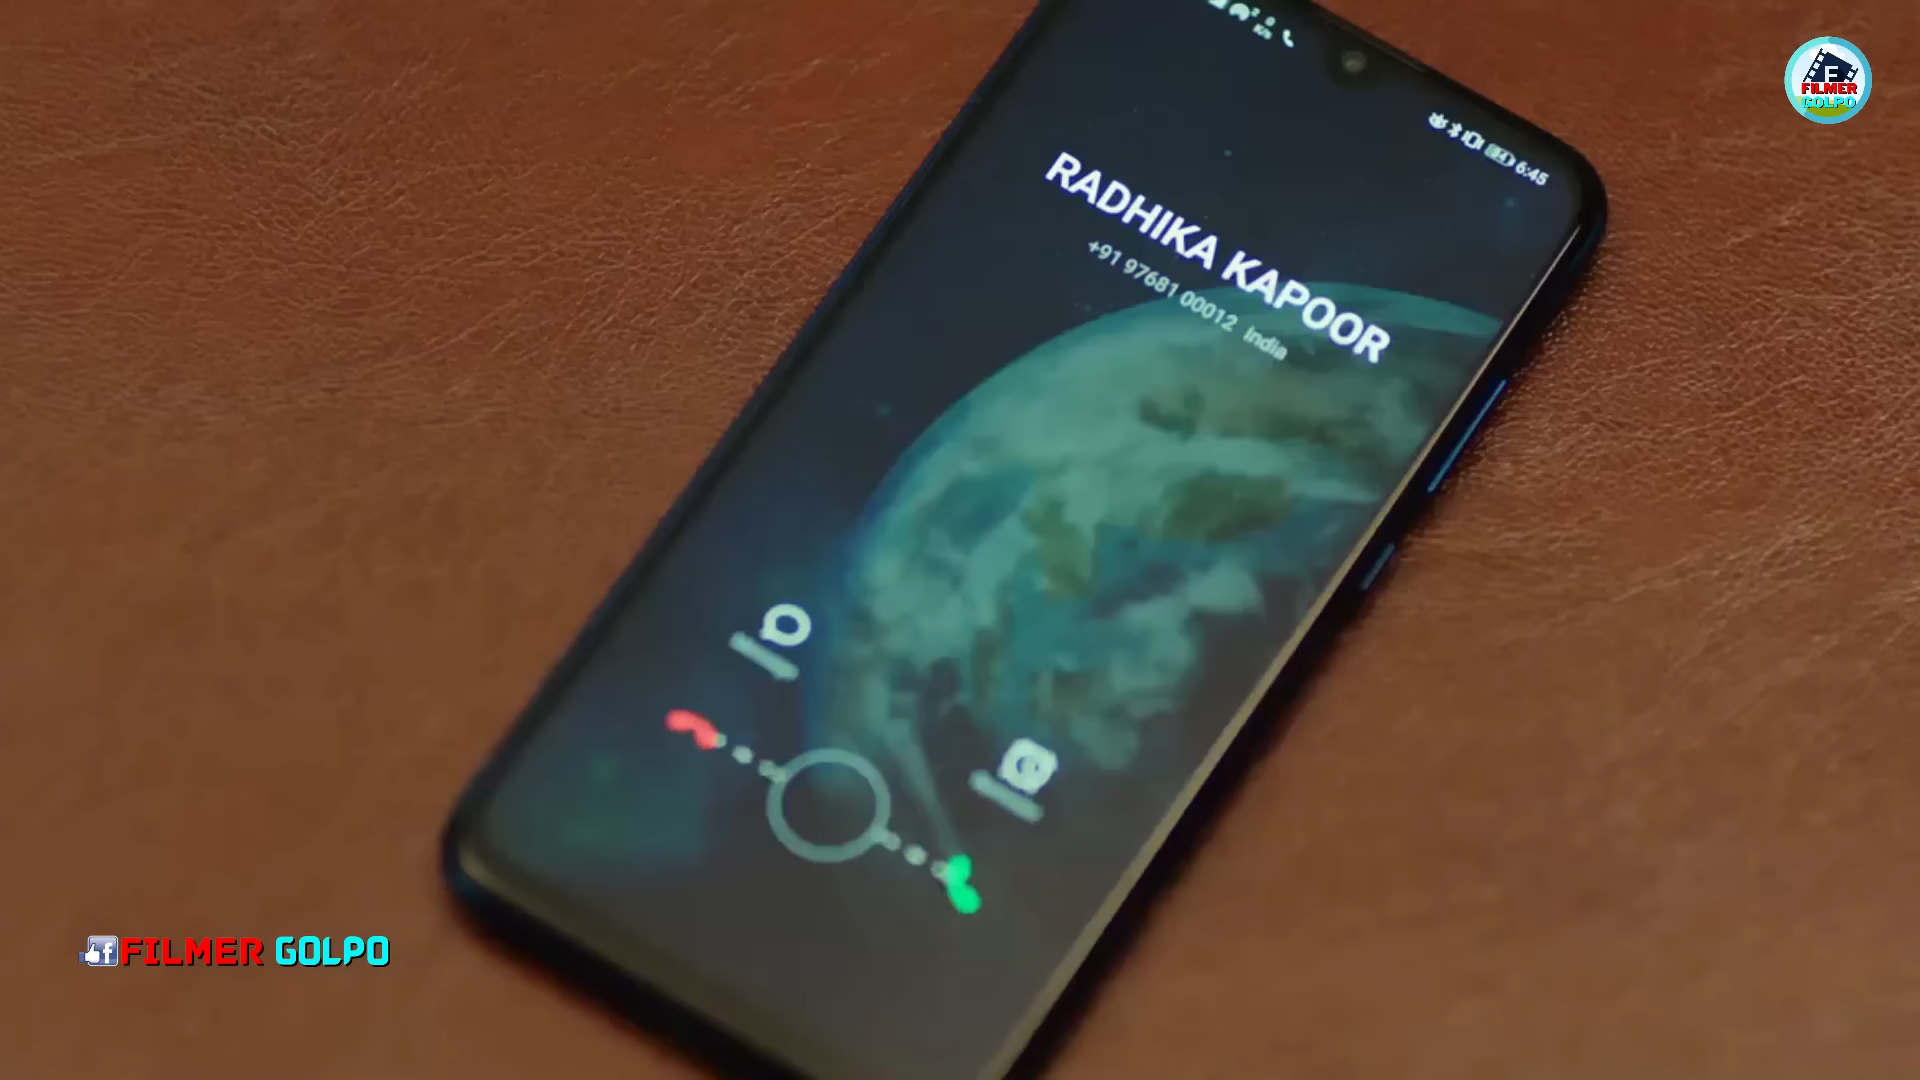 F
FILMER
GOLPO
6:45
RADHIKA KAPOOR
+91 97681 00012 India
FILMER GOLPO